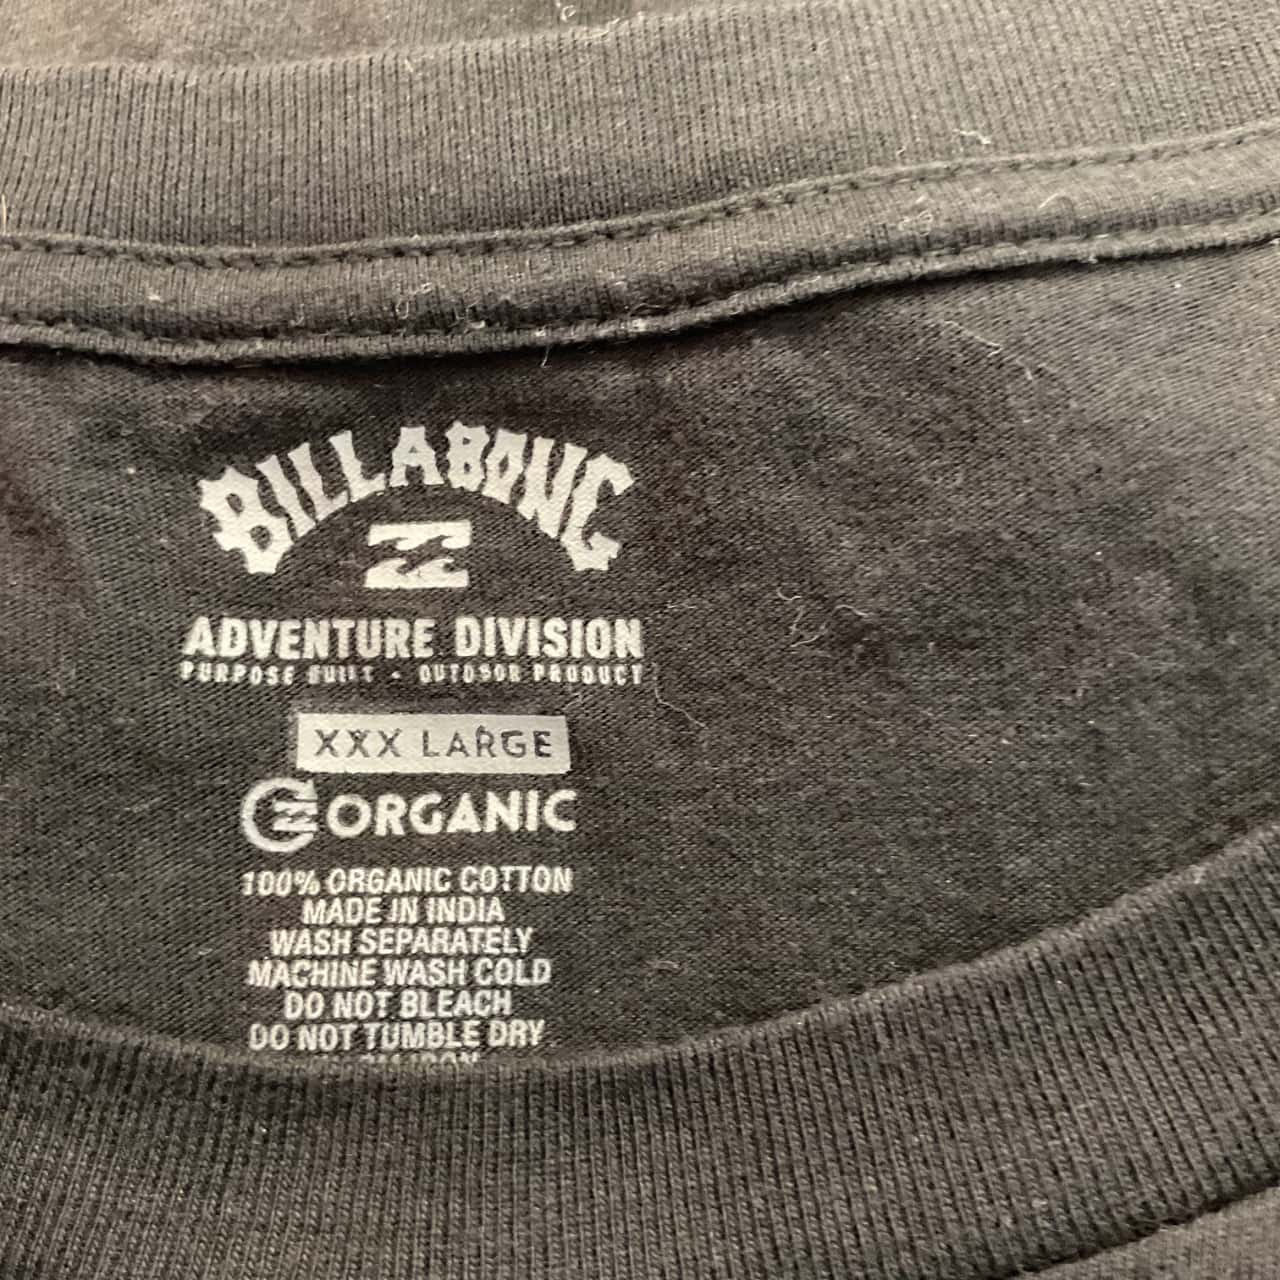 BILLABONG
ADVENTURE DIVISION
PURPOSE BUILT - OUTDOOR PRODUCT
XXX LARGE
ORGANIC
100% ORGANIC COTTON
MADE IN INDIA
WASH SEPARATELY
MACHINE WASH COLD
DO NOT BLEACH
DO NOT TUMBLE DRY